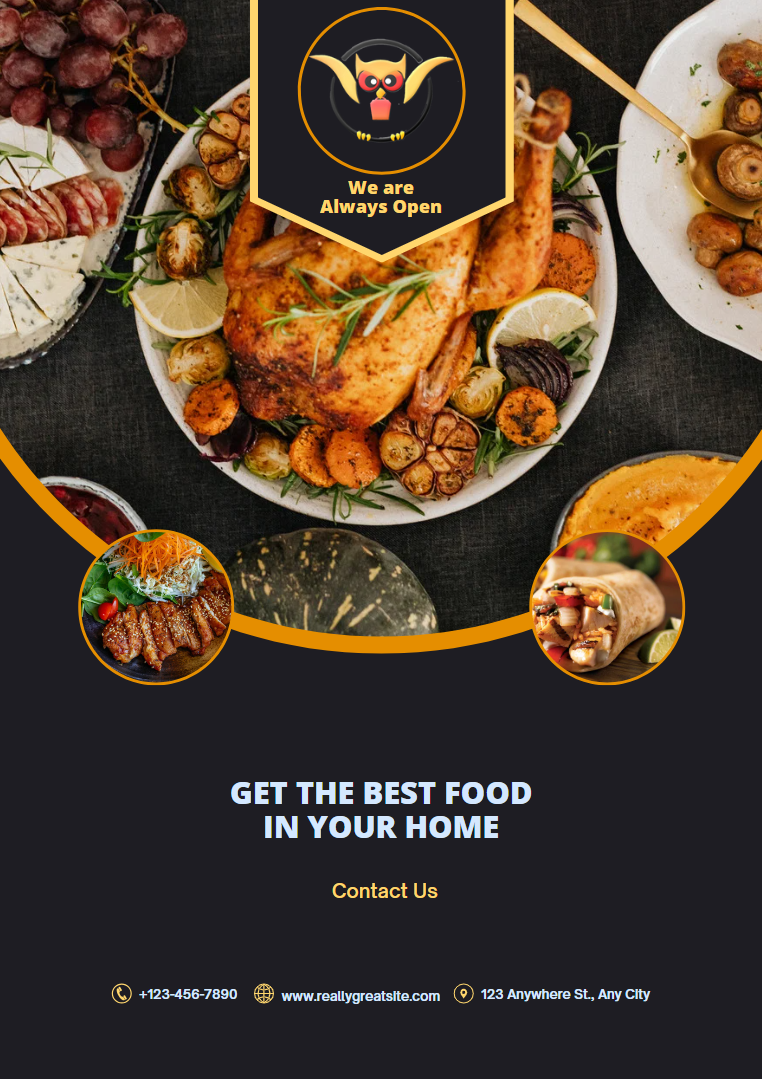 We are
Always Open
GET THE BEST FOOD
IN YOUR HOME
Contact Us
+123-456-7890
www.reallygreatsite.com
123 Anywhere St., Any City